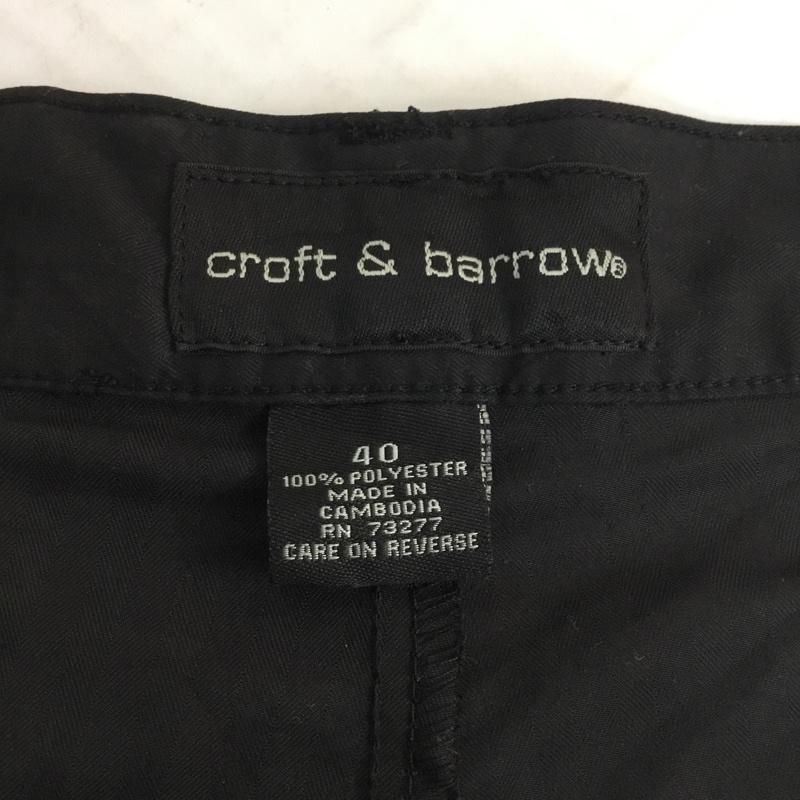 croft & barrow®
40
100% POLYESTER
MADE IN
CAMBODIA
RN 73277
CARE ON REVERSE